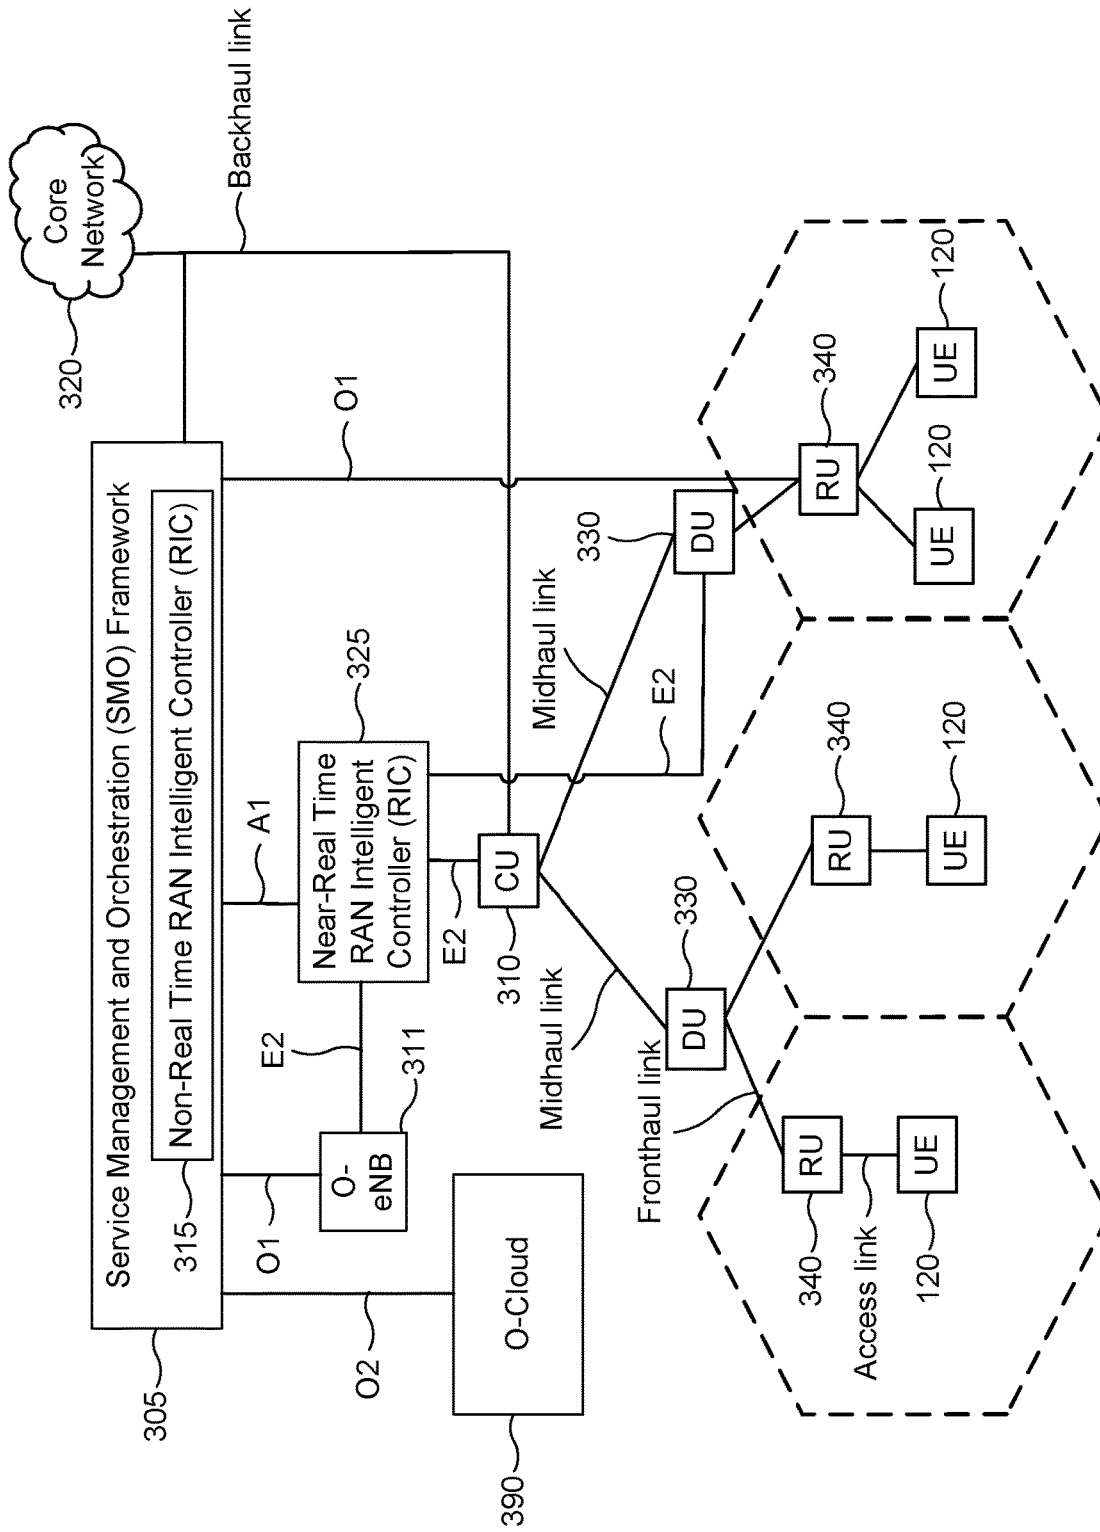 305
Service Management and Orchestration (SMO) Framework
315
Non-Real Time RAN Intelligent Controller (RIC)
320
Core
Network
Backhaul link
O2
O1
A1
O1
390
O-Cloud
O-
eNB
311
E2
Near-Real Time
RAN Intelligent
Controller (RIC)
325
E2
310
CU
Midhaul link
Midhaul link
E2
330
DU
330
DU
Fronthaul link
340
RU
Access link
120
UE
RU
340
UE
120
RU
340
UE
120
UE
120